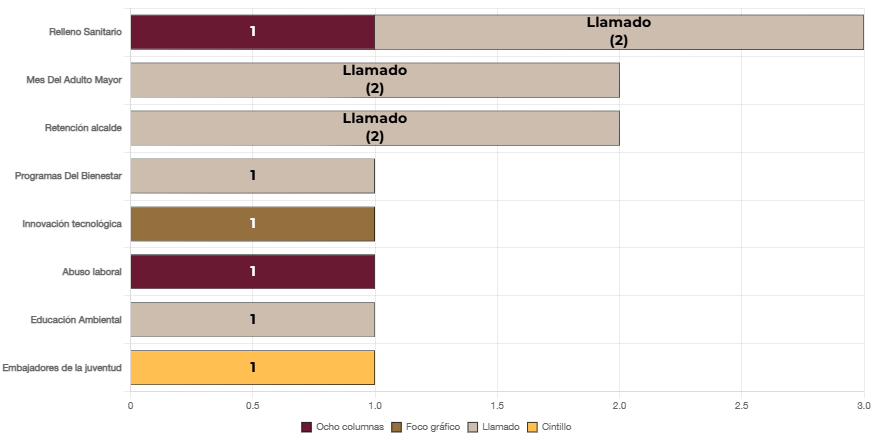 Relleno Sanitario
1
Llamado
(2)
Mes Del Adulto Mayor
Llamado
(2)
Retención alcalde
Llamado
(2)
Programas Del Bienestar
1
Innovación tecnológica
1
Abuso laboral
1
Educación Ambiental
1
Embajadores de la juventud
1
0 0.5 1.0 1.5 2.0 2.5 3.0
Ocho columnas Foco gráfico Llamado Cintillo